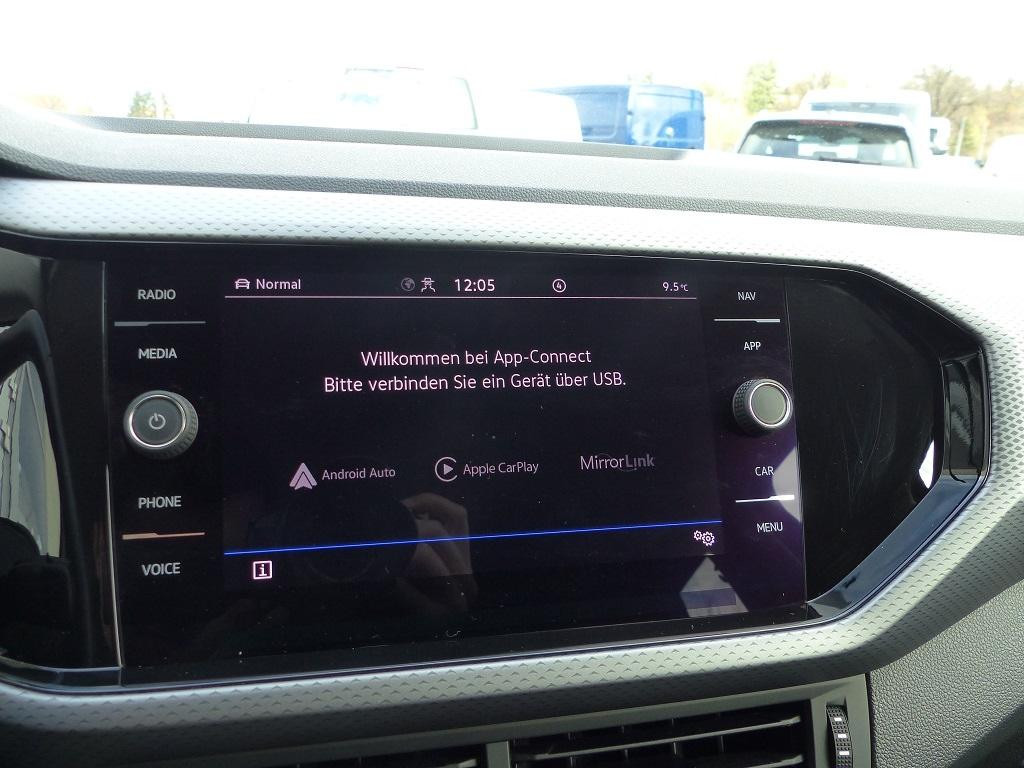 Normal 12:05 4 9.5°C
RADIO
MEDIA
PHONE
VOICE
Willkommen bei App-Connect
Bitte verbinden Sie ein Gerät über USB.
Android Auto Apple CarPlay MirrorLink
i
NAV
APP
CAR
MENU